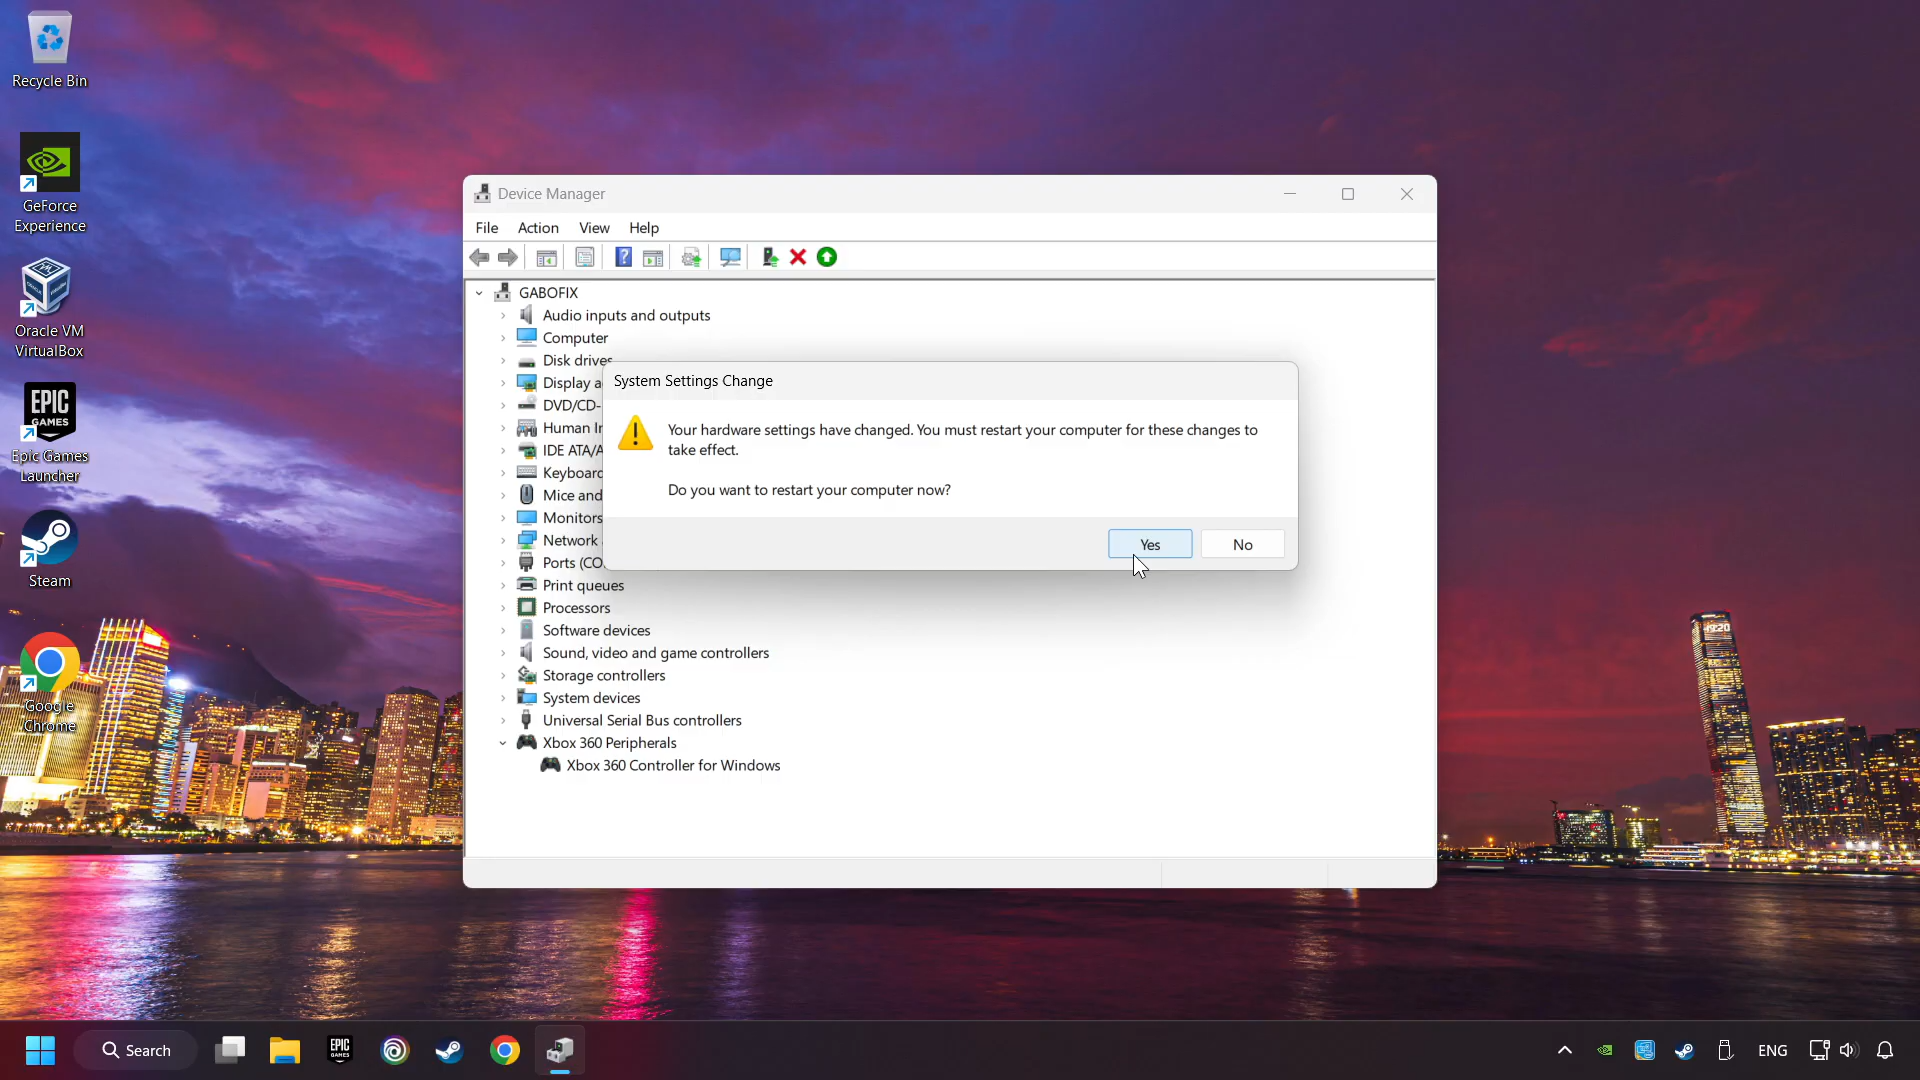 Recycle Bin
GeForce
Experience
Oracle VM
VirtualBox
EPIC
GAMES
Epic Games
Launcher
Steam
Google
Chrome
Device Manager
File Action View Help
GABOFIX
Audio inputs and outputs
Computer
Disk drives
Display a
DVD/CD-
Human In
IDE ATA/A
Keyboard
Mice and
Monitors
Network
Ports (CO
Print queues
Processors
Software devices
Sound, video and game controllers
Storage controllers
System devices
Universal Serial Bus controllers
Xbox 360 Peripherals
Xbox 360 Controller for Windows
System Settings Change
Your hardware settings have changed. You must restart your computer for these changes to
take effect.
Do you want to restart your computer now?
Yes No
19:20
Search
EPIC
GAMES
ENG